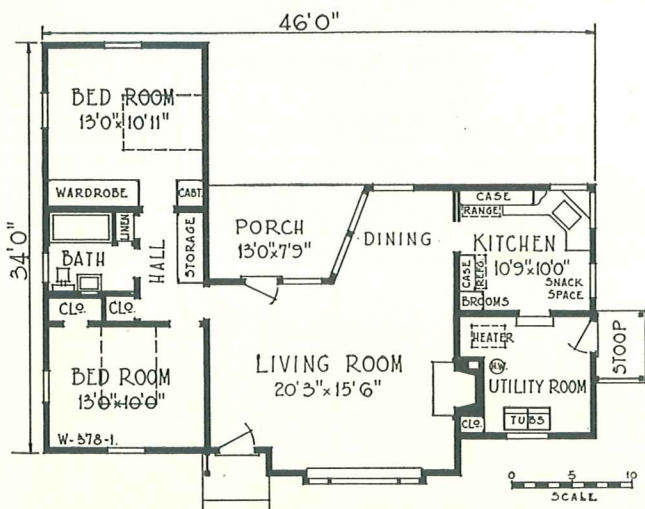 46'0"
34'0"
BED ROOM
13'0"x10'11"
WARDROBE
CABT.
LINEN
BATH
HALL
STORAGE
PORCH
13'0"x7'9"
DINING
CASE
RANGE
KITCHEN
10'9"x10'0"
SNACK
SPACE
CASE
REFG.
BROOMS
CLO.
CLO.
BED ROOM
13'0"x10'0"
W-378-1.
LIVING ROOM
20'3"x15'6"
HEATER
H.W.
UTILITY ROOM
TUBS
CLO.
STOOP
0 5 10
SCALE